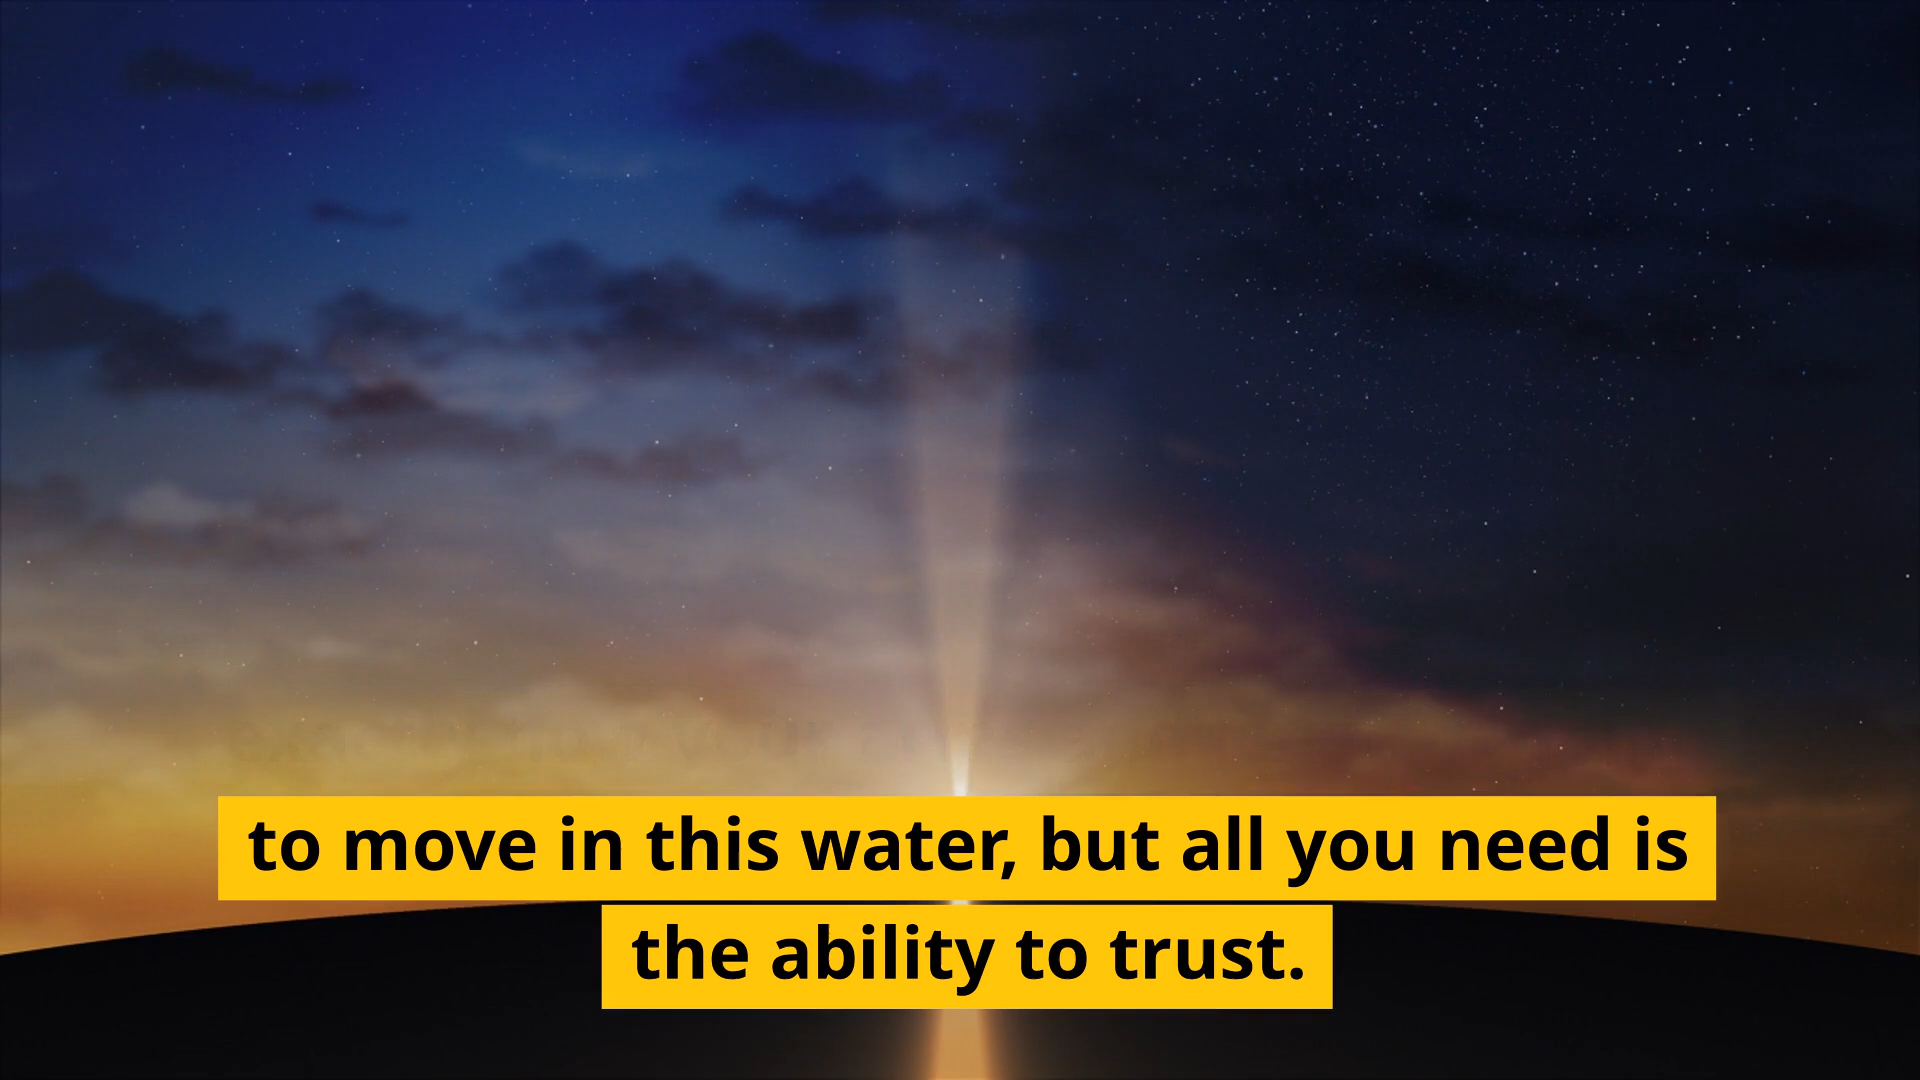 to move in this water, but all you need is
the ability to trust.